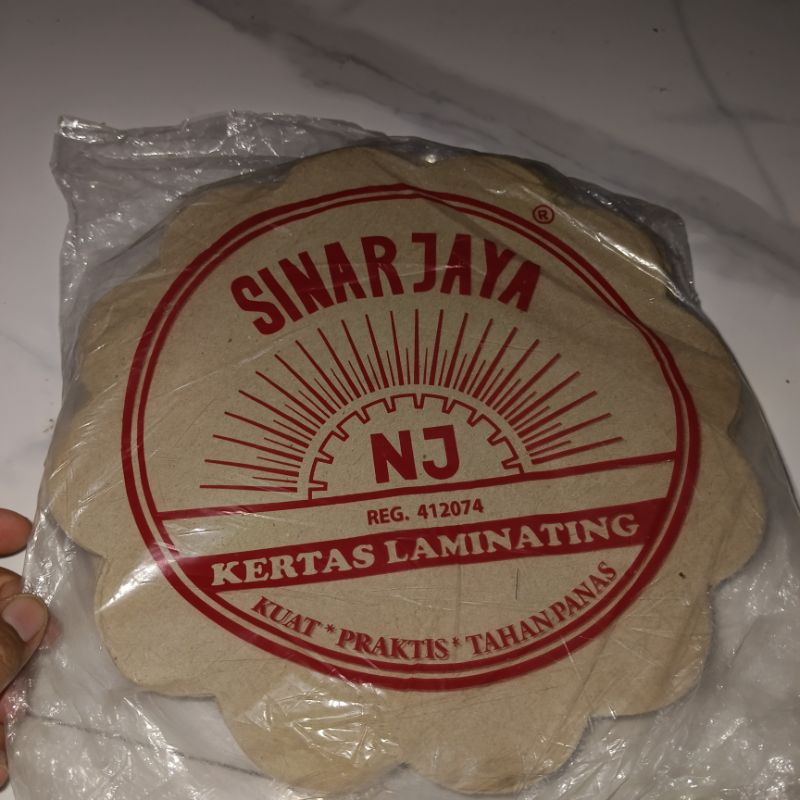 ®
SINAR JAYA
NJ
REG. 412074
KERTAS LAMINATING
KUAT * PRAKTIS * TAHAN PANAS